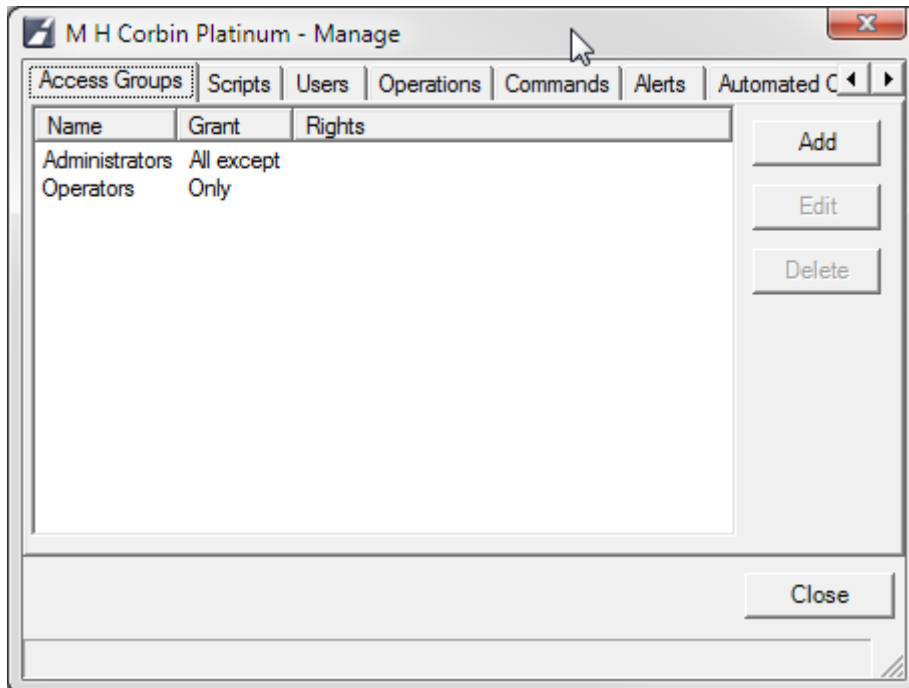 M H Corbin Platinum - Manage
Access Groups Scripts Users Operations Commands Alerts Automated
Name Grant Rights
Administrators All except
Operators Only
Add
Edit
Delete
Close